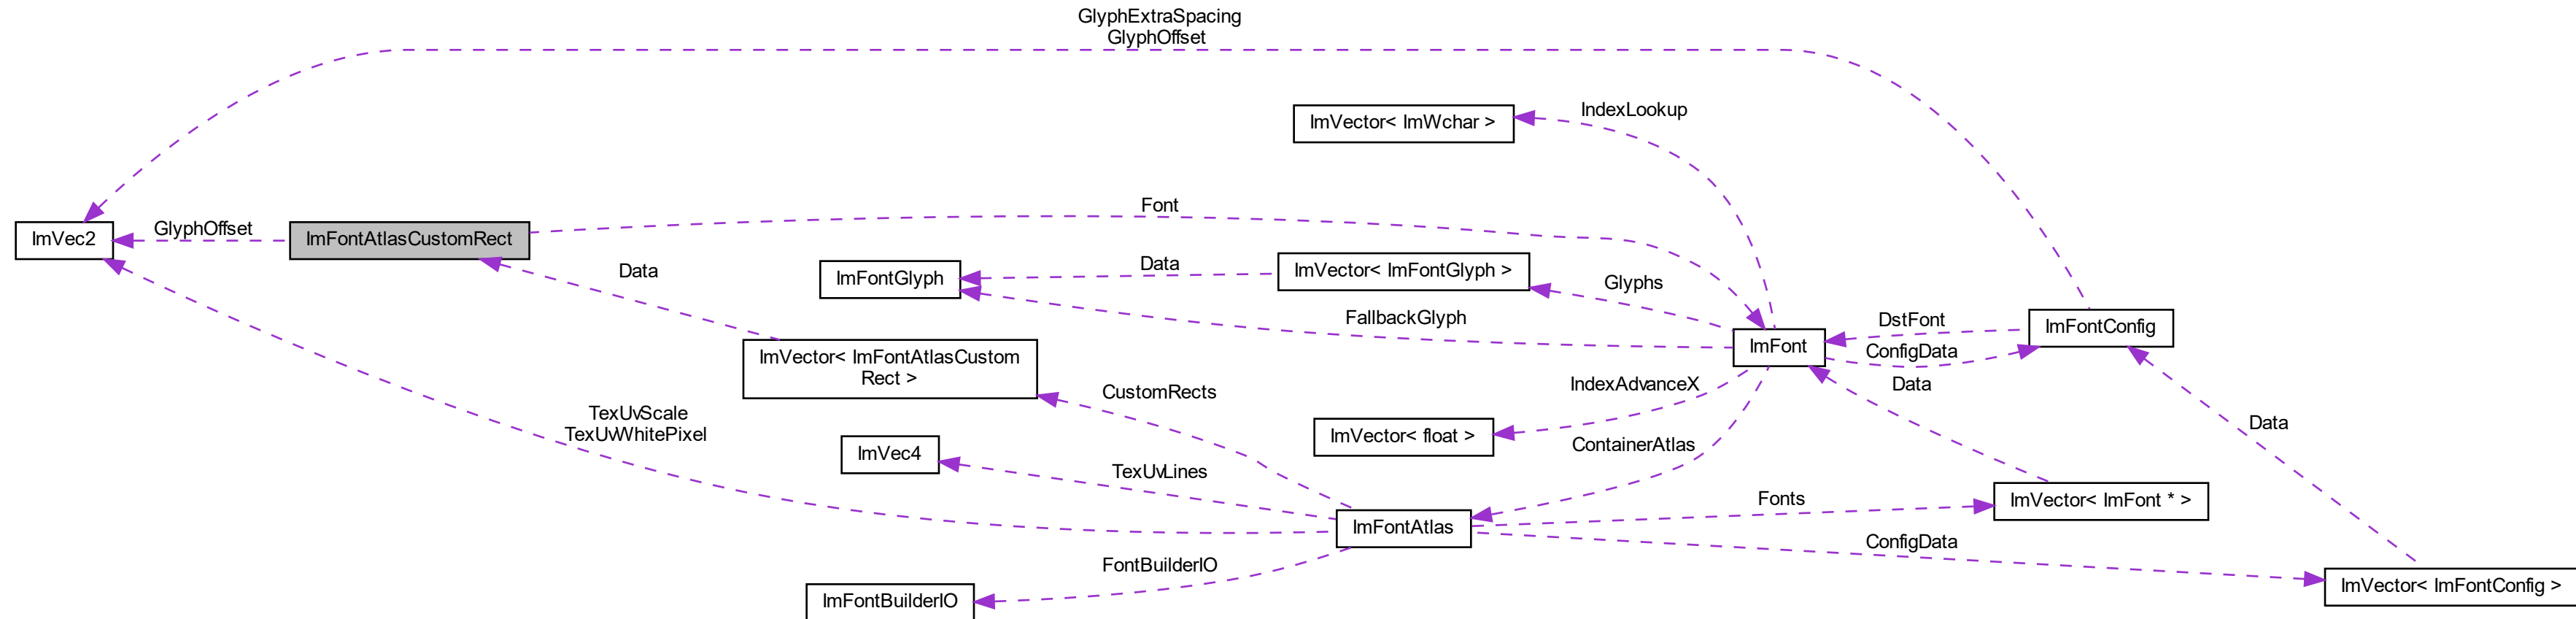 GlyphExtraSpacing
GlyphOffset
IndexLookup
ImVector< ImWchar >
Font
ImVec2
GlyphOffset
ImFontAtlasCustomRect
Data
Data
ImFontGlyph
ImVector< ImFontGlyph >
Glyphs
FallbackGlyph
DstFont
ImFontConfig
ImFont
ConfigData
ImVector< ImFontAtlasCustom
Rect >
CustomRects
IndexAdvanceX
Data
TexUvScale
TexUvWhitePixel
ImVector< float >
ContainerAtlas
Data
ImVec4
TexUvLines
Fonts
ImVector< ImFont * >
ImFontAtlas
ConfigData
FontBuilderIO
ImVector< ImFontConfig >
ImFontBuilderIO